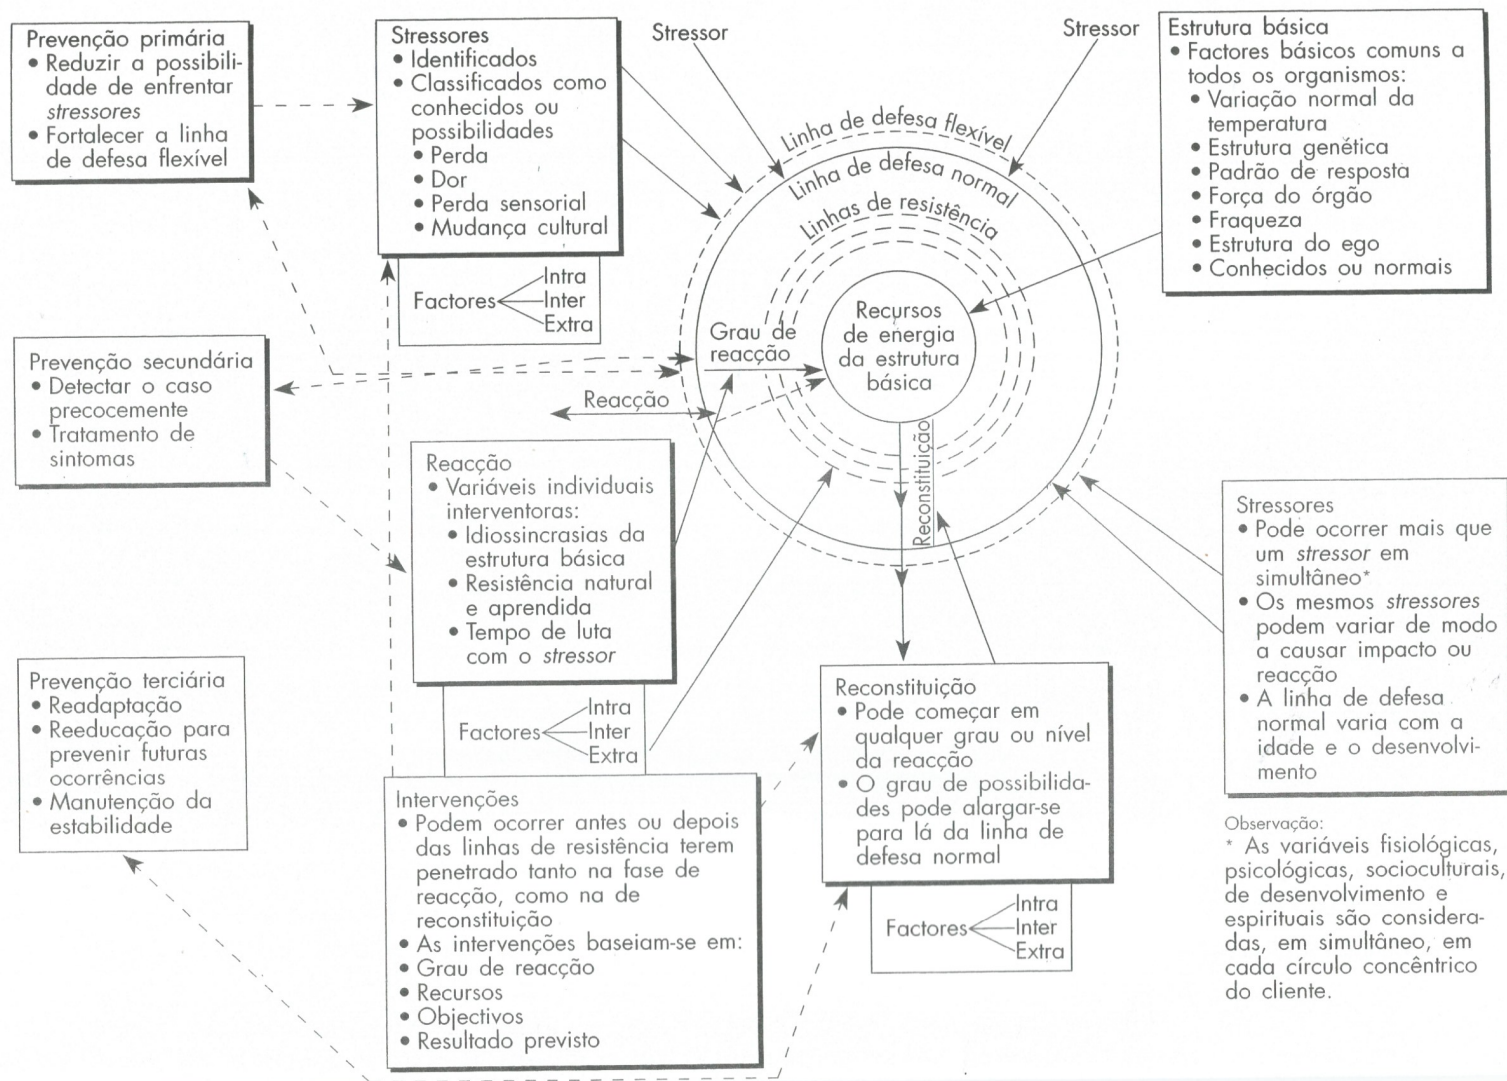 Prevenção primária
• Reduzir a possibili-
dade de enfrentar
stressores
• Fortalecer a linha
de defesa flexível
Stressores
• Identificados
• Classificados como
conhecidos ou
possibilidades
• Perda
• Dor
• Perda sensorial
• Mudança cultural
Factores
Intra
Inter
Extra
Stressor
Stressor
Linha de defesa flexível
Linha de defesa normal
Linhas de resistência
Recursos
de energia
da estrutura
básica
Grau de
reacção
Reacção
Reconstituição
Estrutura básica
• Factores básicos comuns a
todos os organismos:
• Variação normal da
temperatura
• Estrutura genética
• Padrão de resposta
• Força do órgão
• Fraqueza
• Estrutura do ego
• Conhecidos ou normais
Prevenção secundária
• Detectar o caso
precocemente
• Tratamento de
sintomas
Reacção
• Variáveis individuais
interventoras:
• Idiossincrasias da
estrutura básica
• Resistência natural
e aprendida
• Tempo de luta
com o stressor
Factores
Intra
Inter
Extra
Stressores
• Pode ocorrer mais que
um stressor em
simultâneo*
• Os mesmos stressores
podem variar de modo
a causar impacto ou
reacção
• A linha de defesa
normal varia com a
idade e o desenvolvi-
mento
Prevenção terciária
• Readaptação
• Reeducação para
prevenir futuras
ocorrências
• Manutenção da
estabilidade
Intervenções
• Podem ocorrer antes ou depois
das linhas de resistência terem
penetrado tanto na fase de
reacção, como na de
reconstituição
• As intervenções baseiam-se em:
• Grau de reacção
• Recursos
• Objectivos
• Resultado previsto
Reconstituição
• Pode começar em
qualquer grau ou nível
da reacção
• O grau de possibilida-
des pode alargar-se
para lá da linha de
defesa normal
Factores
Intra
Inter
Extra
Observação:
* As variáveis fisiológicas,
psicológicas, socioculturais,
de desenvolvimento e
espirituais são considera-
das, em simultâneo, em
cada círculo concêntrico
do cliente.